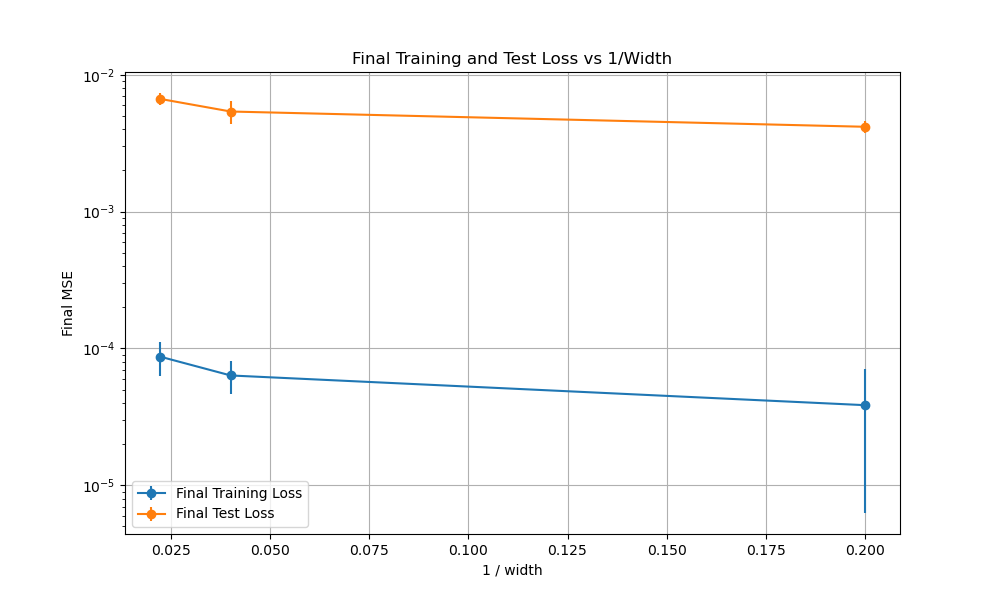 Final Training and Test Loss vs 1/Width
10⁻²
10⁻³
10⁻⁴
10⁻⁵
Final MSE
Final Training Loss
Final Test Loss
0.025 0.050 0.075 0.100 0.125 0.150 0.175 0.200
1 / width